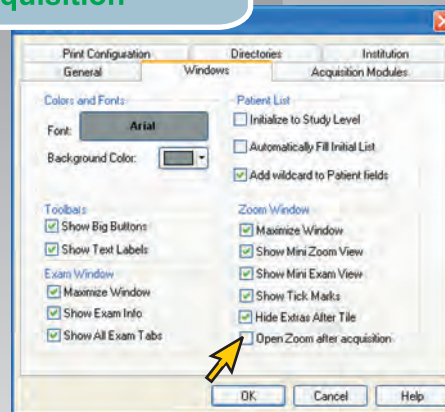 quisition
Print Configuration Directories Institution
General Windows Acquisition Modules
Colors and Fonts
Font: Arial
Background Color:
Patient List
Initialize to Study Level
Automatically Fill Initial List
Add wildcard to Patient fields
Toolbars
Show Big Buttons
Show Text Labels
Exam Window
Maximize Window
Show Exam Info
Show All Exam Tabs
Zoom Window
Maximize Window
Show Mini Zoom View
Show Mini Exam View
Show Tick Marks
Hide Extras After Tile
Open Zoom after acquisition
OK Cancel Help